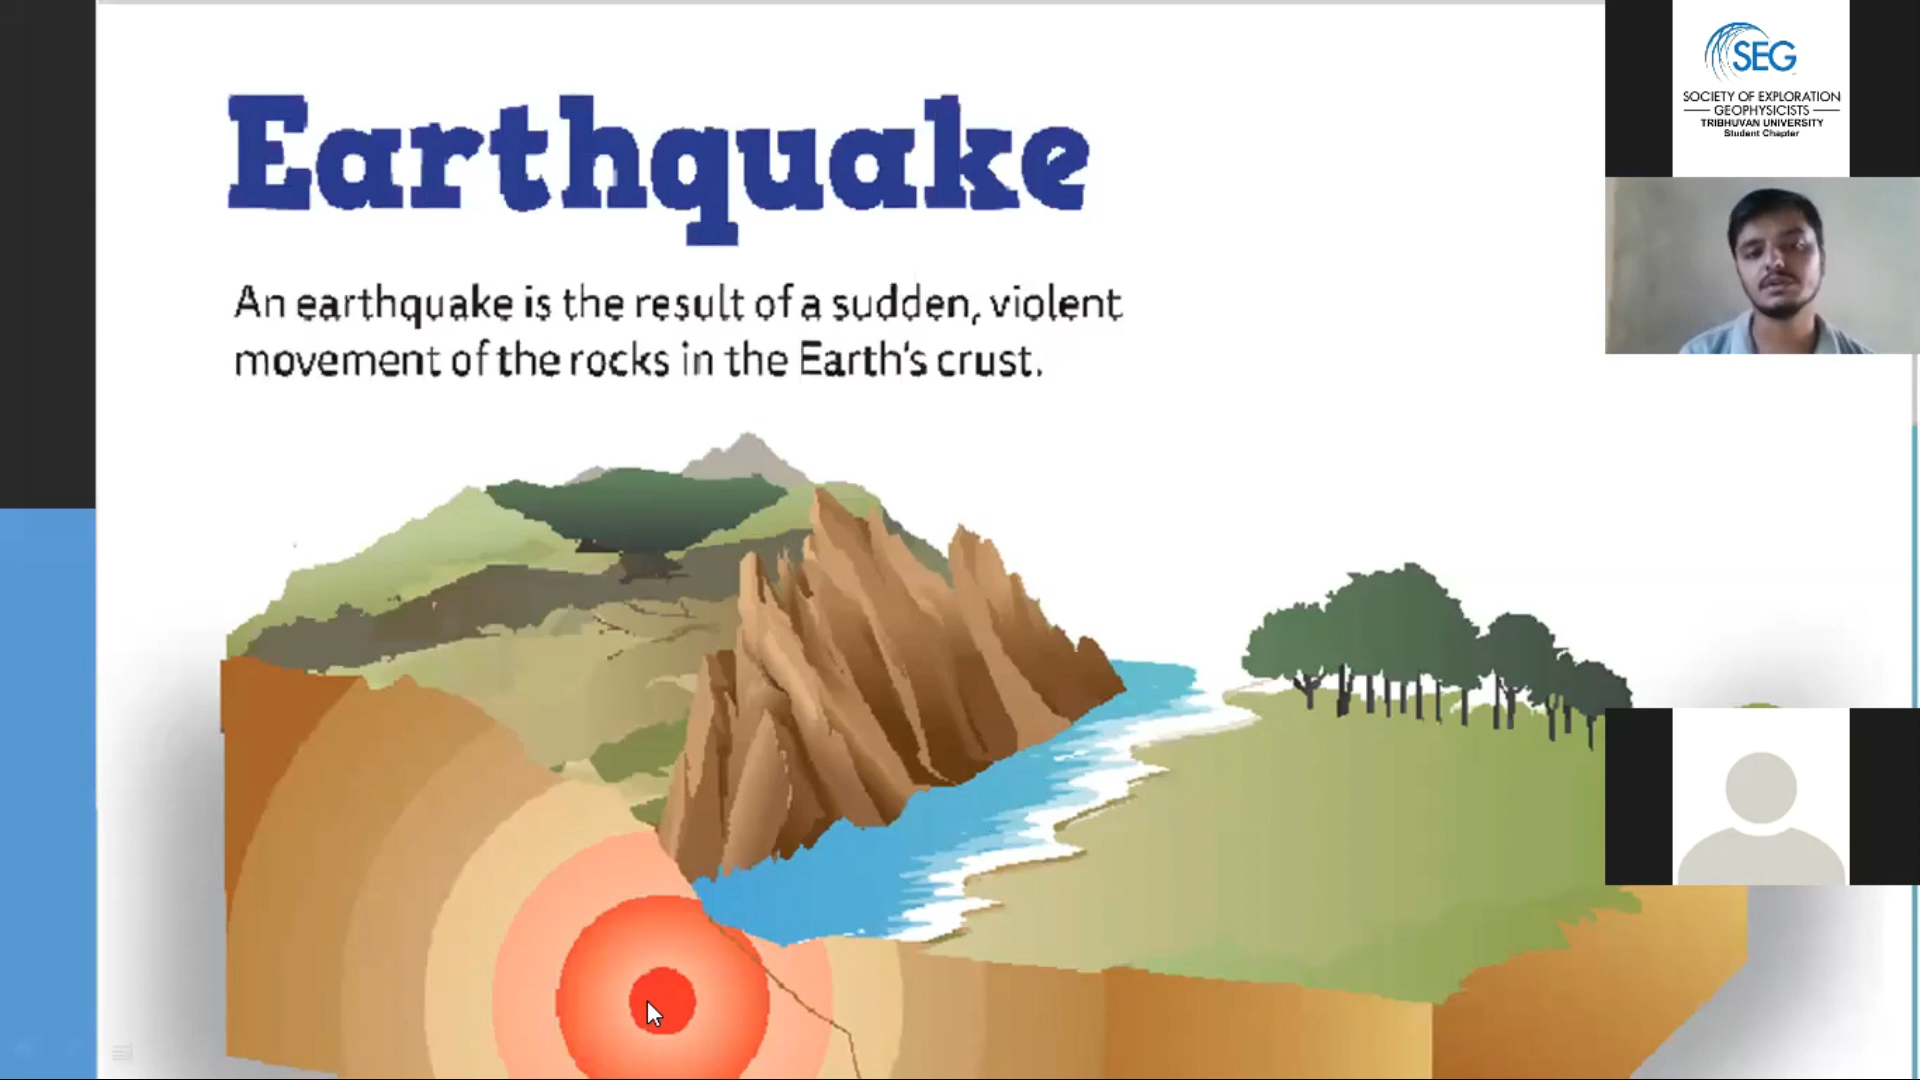 Earthquake
An earthquake is the result of a sudden, violent
movement of the rocks in the Earth's crust.
SEG
SOCIETY OF EXPLORATION
GEOPHYSICISTS
TRIBHUVAN UNIVERSITY
Student Chapter